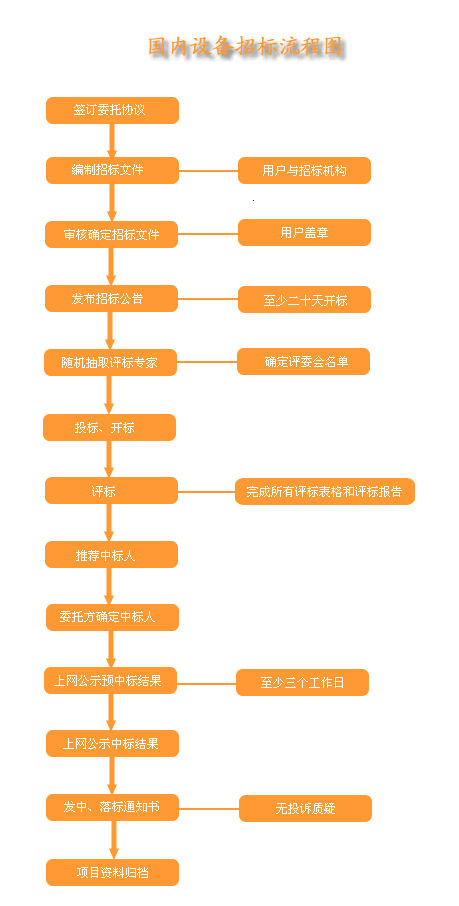 国内设备招标流程图
签订委托协议
编制招标文件
用户与招标机构
审核确定招标文件
用户盖章
发布招标公告
至少二十天开标
随机抽取评标专家
确定评委会名单
投标、开标
评标
完成所有评标表格和评标报告
推荐中标人
委托方确定中标人
上网公示预中标结果
至少三个工作日
上网公示中标结果
发中、落标通知书
无投诉质疑
项目资料归档